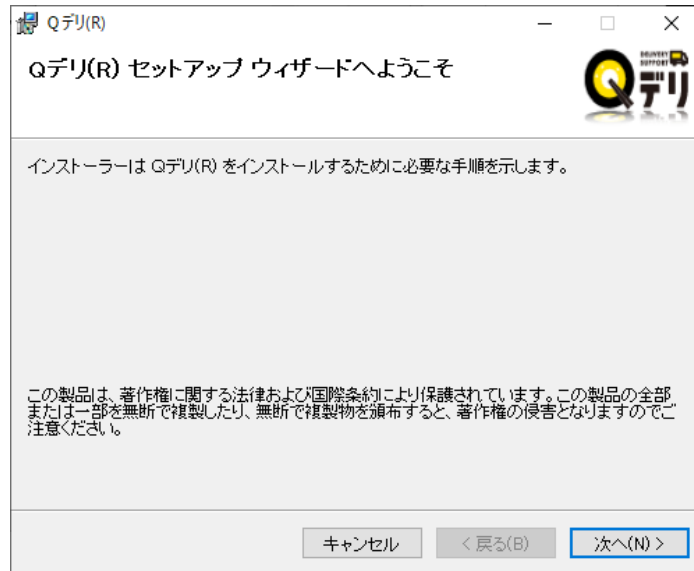 Qデリ(R)
Qデリ(R) セットアップ ウィザードへようこそ
DELIVERY
SUPPORT
Qデリ
インストーラーは Qデリ(R) をインストールするために必要な手順を示します。
この製品は、著作権に関する法律および国際条約により保護されています。この製品の全部
または一部を無断で複製したり、無断で複製物を頒布すると、著作権の侵害となりますのでご
注意ください。
キャンセル
< 戻る(B)
次へ(N) >